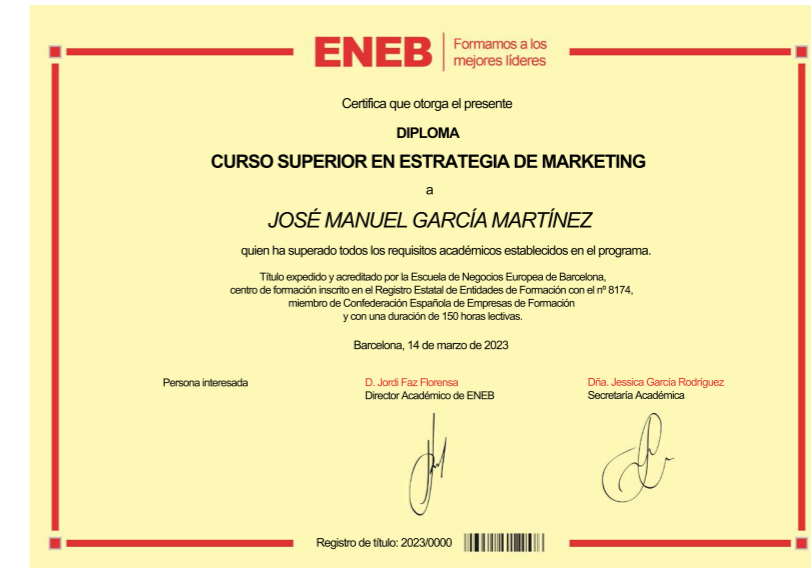 ENEB
Formamos a los
mejores líderes
Certifica que otorga el presente
DIPLOMA
CURSO SUPERIOR EN ESTRATEGIA DE MARKETING
a
JOSÉ MANUEL GARCÍA MARTÍNEZ
quien ha superado todos los requisitos académicos establecidos en el programa.
Título expedido y acreditado por la Escuela de Negocios Europea de Barcelona,
centro de formación inscrito en el Registro Estatal de Entidades de Formación con el nº 8174,
miembro de Confederación Española de Empresas de Formación
y con una duración de 150 horas lectivas.
Barcelona, 14 de marzo de 2023
Persona interesada
D. Jordi Faz Florensa
Director Académico de ENEB
Dña. Jessica García Rodríguez
Secretaría Académica
Registro de título: 2023/0000